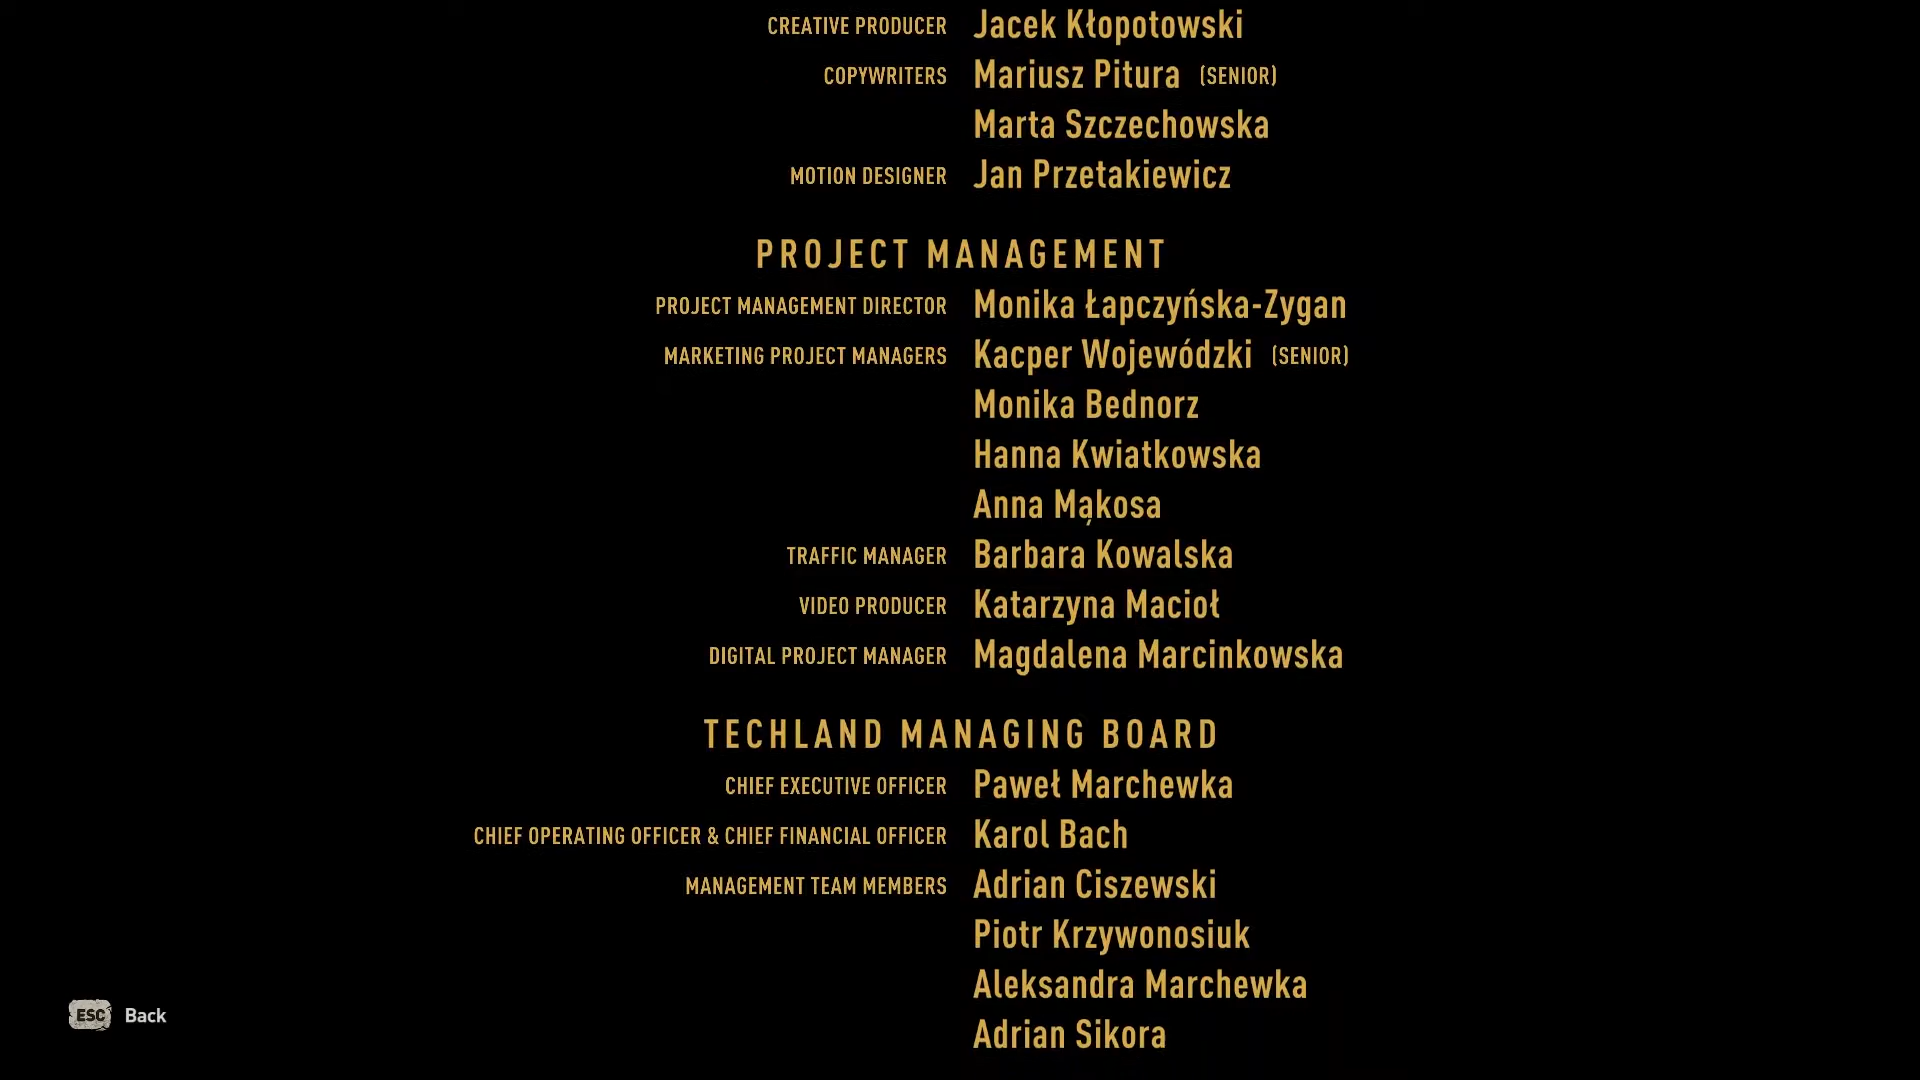 CREATIVE PRODUCER Jacek Kłopotowski
COPYWRITERS Mariusz Pitura (SENIOR)
Marta Szczechowska
MOTION DESIGNER Jan Przetakiewicz
PROJECT MANAGEMENT
PROJECT MANAGEMENT DIRECTOR Monika Łapczyńska-Zygan
MARKETING PROJECT MANAGERS Kacper Wojewódzki (SENIOR)
Monika Bednorz
Hanna Kwiatkowska
Anna Mąkosa
TRAFFIC MANAGER Barbara Kowalska
VIDEO PRODUCER Katarzyna Macioł
DIGITAL PROJECT MANAGER Magdalena Marcinkowska
TECHLAND MANAGING BOARD
CHIEF EXECUTIVE OFFICER Paweł Marchewka
CHIEF OPERATING OFFICER & CHIEF FINANCIAL OFFICER Karol Bach
MANAGEMENT TEAM MEMBERS Adrian Ciszewski
Piotr Krzywonosiuk
Aleksandra Marchewka
Adrian Sikora
ESC Back